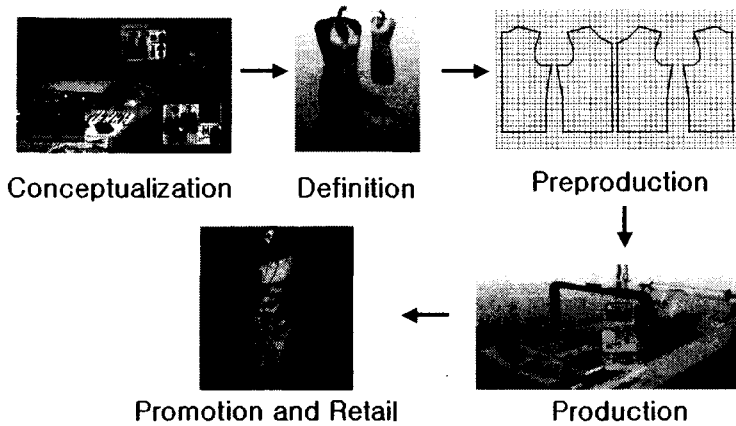 Conceptualization
Definition
Preproduction
Promotion and Retail
Production